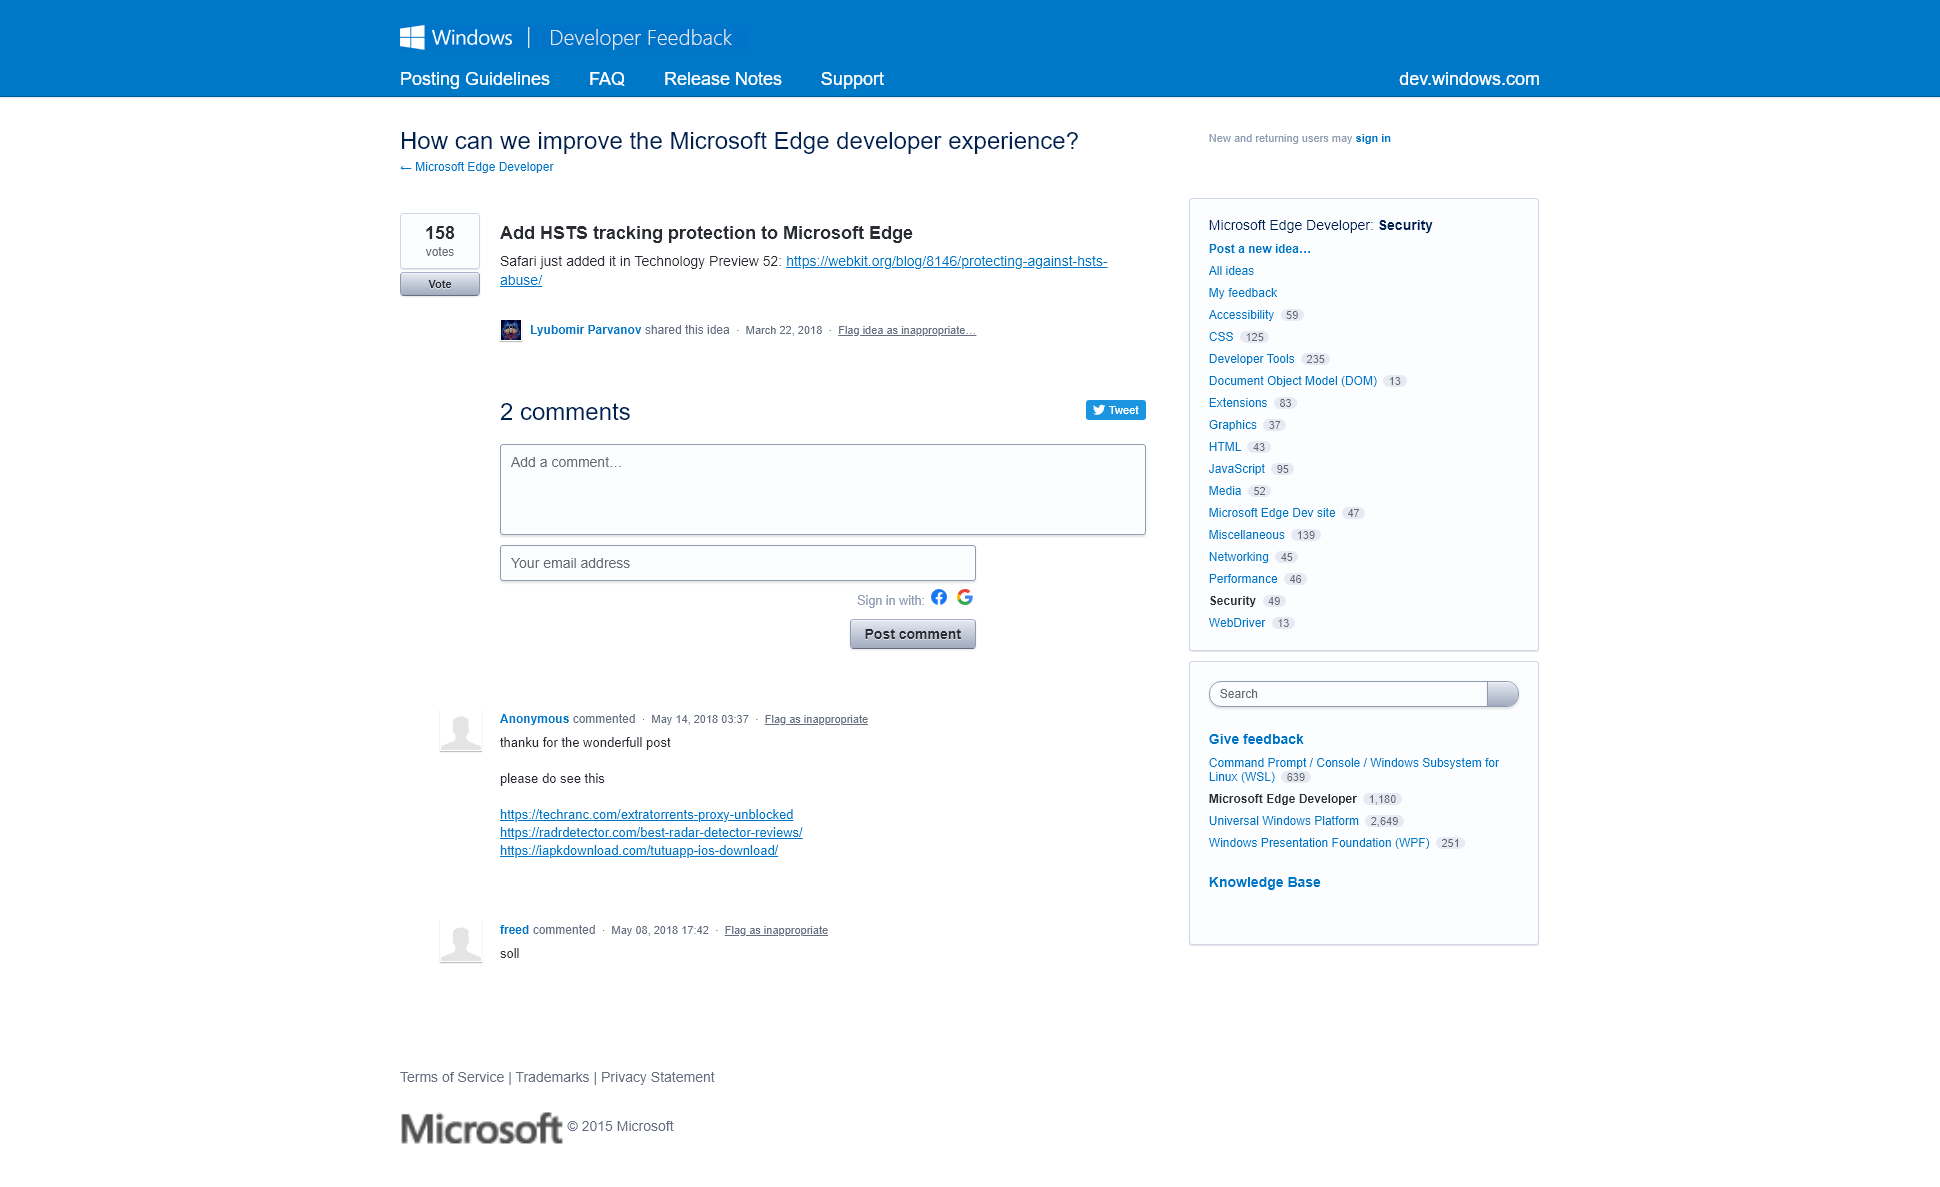 Windows | Developer Feedback
Posting Guidelines FAQ Release Notes Support dev.windows.com
How can we improve the Microsoft Edge developer experience?
← Microsoft Edge Developer
New and returning users may sign in
158
votes
Vote
Add HSTS tracking protection to Microsoft Edge
Safari just added it in Technology Preview 52: https://webkit.org/blog/8146/protecting-against-hsts-
abuse/
Lyubomir Parvanov shared this idea · March 22, 2018 · Flag idea as inappropriate…
2 comments
Tweet
Add a comment…
Your email address
Sign in with:
Post comment
Anonymous commented · May 14, 2018 03:37 · Flag as inappropriate
thanku for the wonderfull post
please do see this
https://techranc.com/extratorrents-proxy-unblocked
https://radrdetector.com/best-radar-detector-reviews/
https://iapkdownload.com/tutuapp-ios-download/
freed commented · May 08, 2018 17:42 · Flag as inappropriate
soll
Microsoft Edge Developer: Security
Post a new idea…
All ideas
My feedback
Accessibility 59
CSS 125
Developer Tools 235
Document Object Model (DOM) 13
Extensions 83
Graphics 37
HTML 43
JavaScript 95
Media 52
Microsoft Edge Dev site 47
Miscellaneous 139
Networking 45
Performance 46
Security 49
WebDriver 13
Search
Give feedback
Command Prompt / Console / Windows Subsystem for
Linux (WSL) 639
Microsoft Edge Developer 1,180
Universal Windows Platform 2,649
Windows Presentation Foundation (WPF) 251
Knowledge Base
Terms of Service | Trademarks | Privacy Statement
Microsoft © 2015 Microsoft